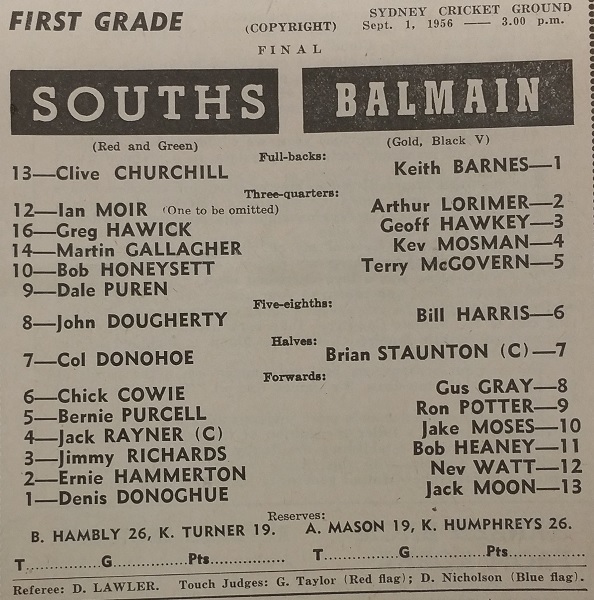 FIRST GRADE (COPYRIGHT) SYDNEY CRICKET GROUND
Sept. 1, 1956 — 3.00 p.m.
FINAL
SOUTHS BALMAIN
(Red and Green) (Gold, Black V)
Full-backs:
13—Clive CHURCHILL Keith BARNES—1
Three-quarters:
12—Ian MOIR (One to be omitted) Arthur LORIMER—2
16—Greg HAWICK Geoff HAWKEY—3
14—Martin GALLAGHER Kev MOSMAN—4
10—Bob HONEYSETT Terry McGOVERN—5
9—Dale PUREN
Five-eighths:
8—John DOUGHERTY Bill HARRIS—6
Halves:
7—Col DONOHOE Brian STAUNTON (C)—7
Forwards:
6—Chick COWIE Gus GRAY—8
5—Bernie PURCELL Ron POTTER—9
4—Jack RAYNER (C) Jake MOSES—10
3—Jimmy RICHARDS Bob HEANEY—11
2—Ernie HAMMERTON Nev WATT—12
1—Denis DONOGHUE Jack MOON—13
Reserves:
B. HAMBLY 26, K. TURNER 19. A. MASON 19, K. HUMPHREYS 26.
T..............G..............Pts.............. T..............G..............Pts..............
Referee: D. LAWLER. Touch Judges: G. Taylor (Red flag); D. Nicholson (Blue flag).